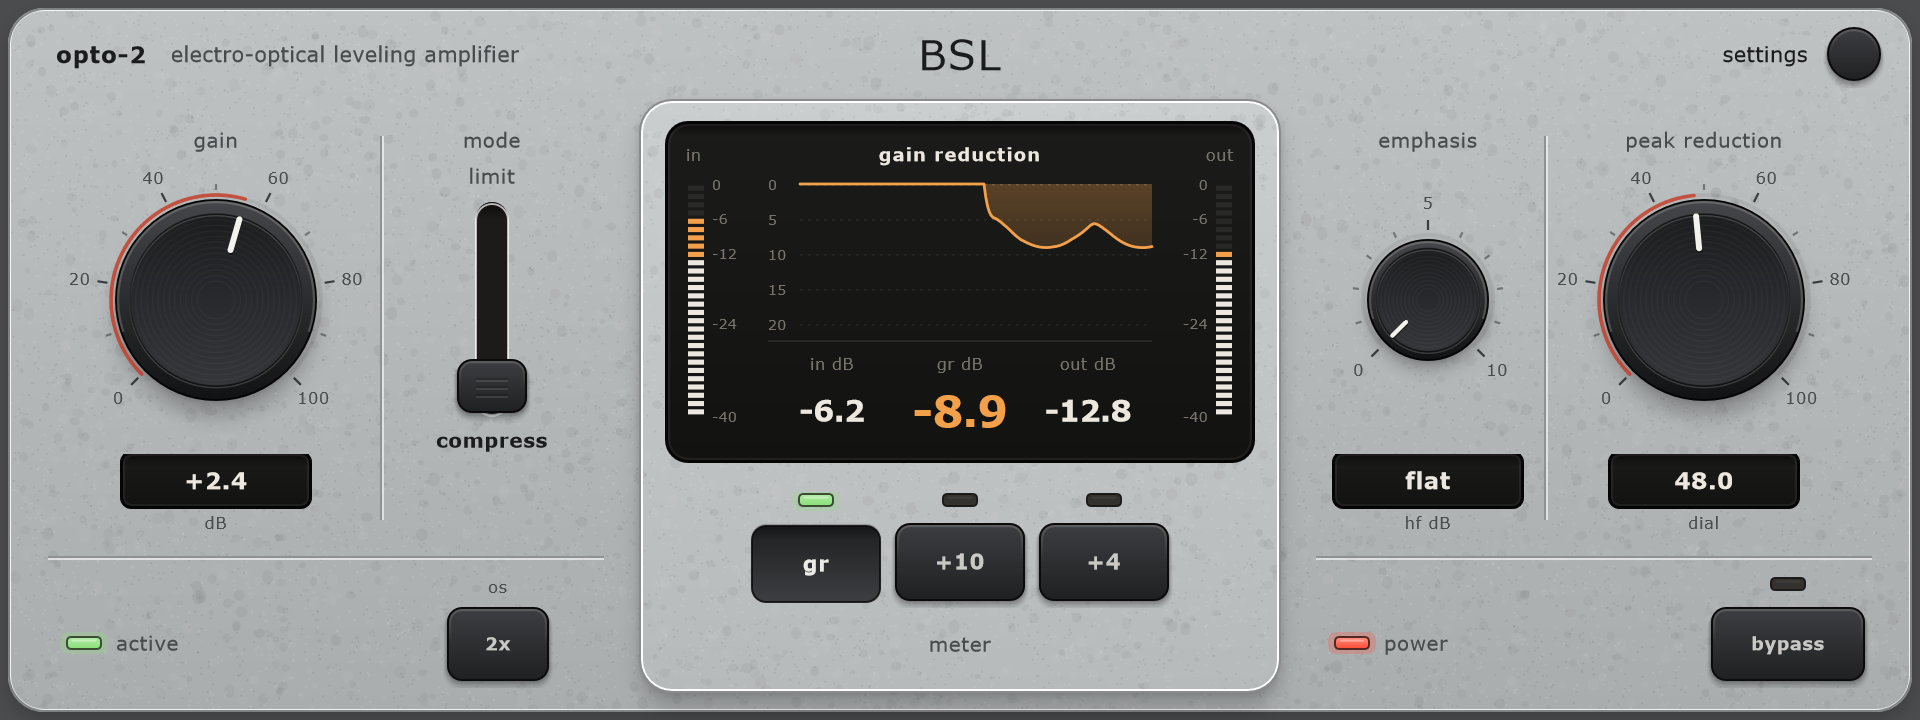 opto-2 electro-optical leveling amplifier
BSL
settings
gain
40 60
20 80
0 100
+2.4
dB
mode
limit
compress
active
os
2x
in
gain reduction
out
0
-6
-12
-24
-40
0
5
10
15
20
0
-6
-12
-24
-40
in dB gr dB out dB
-6.2 -8.9 -12.8
gr +10 +4
meter
emphasis
5
0 10
flat
hf dB
peak reduction
40 60
20 80
0 100
48.0
dial
power
bypass